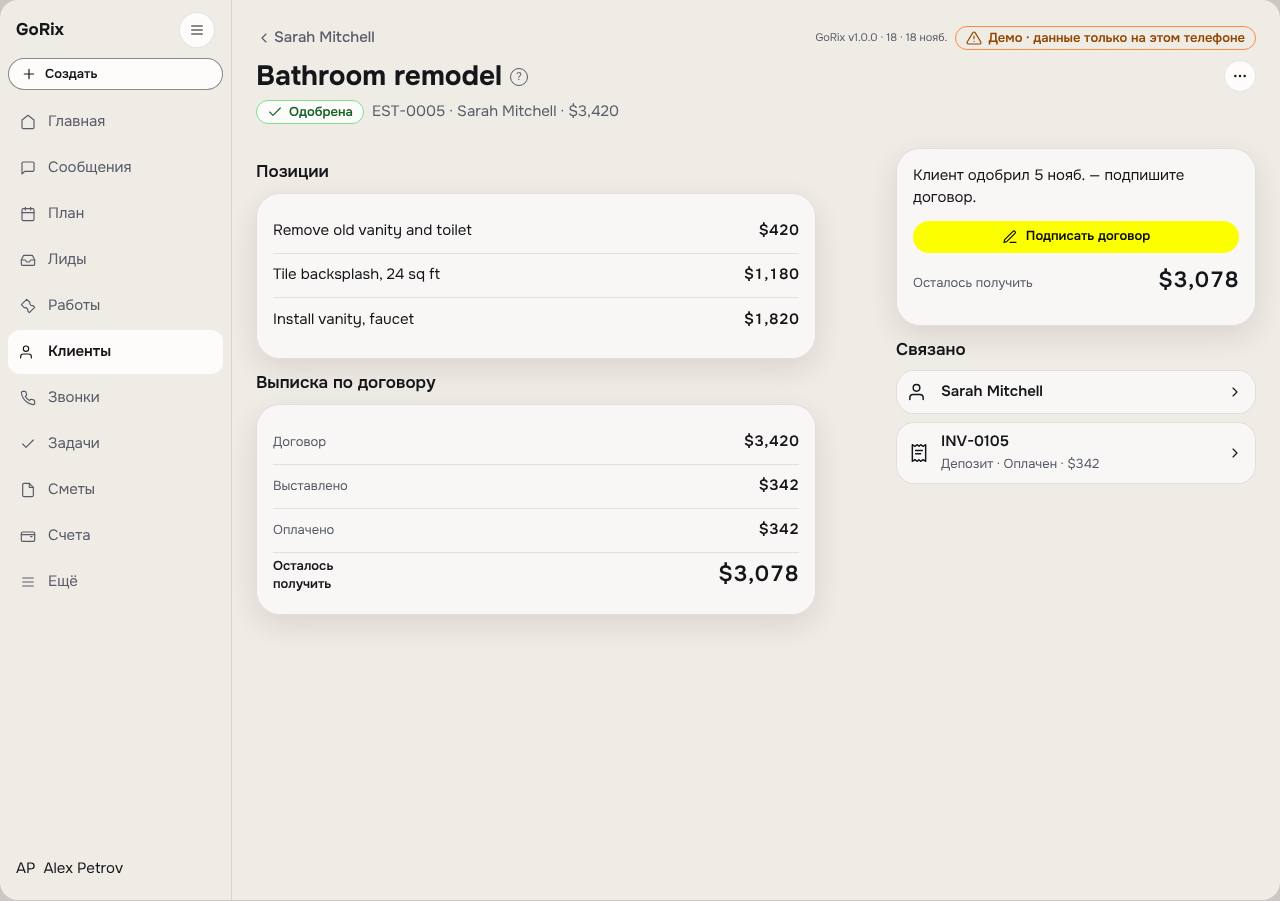 GoRix
Создать
Главная
Сообщения
План
Лиды
Работы
Клиенты
Звонки
Задачи
Сметы
Счета
Ещё
AP Alex Petrov
Sarah Mitchell
GoRix v1.0.0 · 18 · 18 нояб.
Демо · данные только на этом телефоне
Bathroom remodel ?
Одобрена EST-0005 · Sarah Mitchell · $3,420
Позиции
Remove old vanity and toilet $420
Tile backsplash, 24 sq ft $1,180
Install vanity, faucet $1,820
Выписка по договору
Договор $3,420
Выставлено $342
Оплачено $342
Осталось
получить $3,078
Клиент одобрил 5 нояб. — подпишите
договор.
Подписать договор
Осталось получить $3,078
Связано
Sarah Mitchell
INV-0105
Депозит · Оплачен · $342